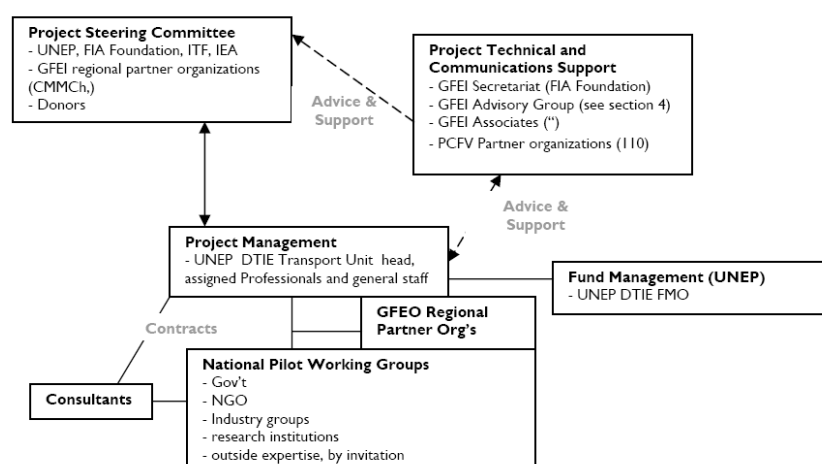 Project Steering Committee
- UNEP, FIA Foundation, ITF, IEA
- GFEI regional partner organizations
(CMMCh,)
- Donors
Project Technical and
Communications Support
- GFEI Secretariat (FIA Foundation)
- GFEI Advisory Group (see section 4)
- GFEI Associates (“)
- PCFV Partner organizations (110)
Advice &
Support
Advice &
Support
Project Management
- UNEP DTIE Transport Unit head,
assigned Professionals and general staff
Fund Management (UNEP)
- UNEP DTIE FMO
Contracts
GFEO Regional
Partner Org’s
National Pilot Working Groups
- Gov’t
- NGO
- Industry groups
- research institutions
- outside expertise, by invitation
Consultants